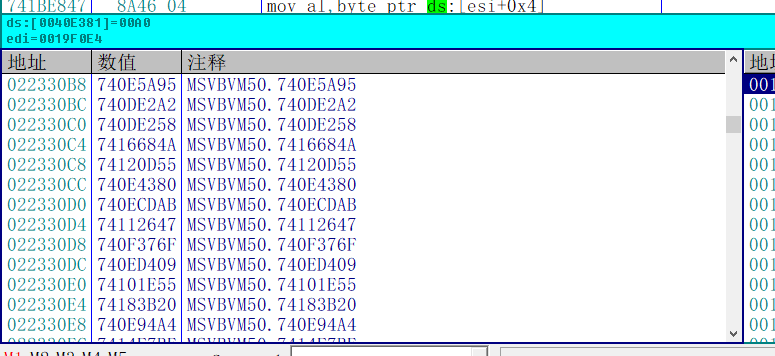 741BE847 8A46 04 mov al,byte ptr ds:[esi+0x4]
ds:[0040E381]=00A0
edi=0019F0E4
地址 数值 注释 地
022330B8 740E5A95 MSVBVM50.740E5A95 001
022330BC 740DE2A2 MSVBVM50.740DE2A2 001
022330C0 740DE258 MSVBVM50.740DE258 001
022330C4 7416684A MSVBVM50.7416684A 001
022330C8 74120D55 MSVBVM50.74120D55 001
022330CC 740E4380 MSVBVM50.740E4380 001
022330D0 740ECDAB MSVBVM50.740ECDAB 001
022330D4 74112647 MSVBVM50.74112647 001
022330D8 740F376F MSVBVM50.740F376F 001
022330DC 740ED409 MSVBVM50.740ED409 001
022330E0 74101E55 MSVBVM50.74101E55 001
022330E4 74183B20 MSVBVM50.74183B20 001
022330E8 740E94A4 MSVBVM50.740E94A4 001
M1 M2 M3 M4 M5